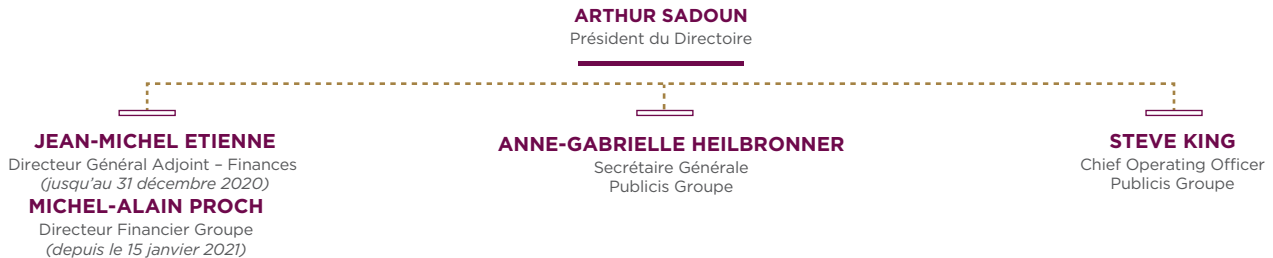 ARTHUR SADOUN
Président du Directoire
JEAN-MICHEL ETIENNE
Directeur Général Adjoint – Finances
(jusqu'au 31 décembre 2020)
MICHEL-ALAIN PROCH
Directeur Financier Groupe
(depuis le 15 janvier 2021)
ANNE-GABRIELLE HEILBRONNER
Secrétaire Générale
Publicis Groupe
STEVE KING
Chief Operating Officer
Publicis Groupe